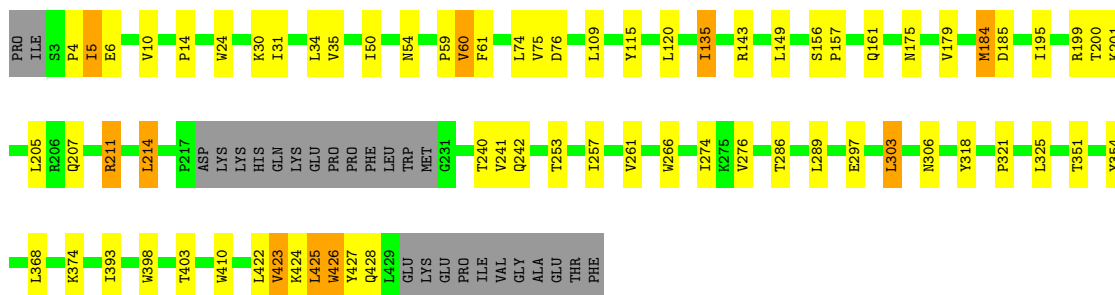 PRO ILE S3 P4 I5 E6 V10 P14 W24 K30 I31 L34 V35 I50 N54 P59 V60 F61 L74 V75 D76 L109 Y115 L120 I135 R143 L149 S156 P157 Q161 N175 V179 M184 D185 I195 R199 T200 K201
L205 R206 Q207 R211 L214 P217 ASP LYS LYS HIS GLN LYS GLU PRO PRO PHE LEU TRP MET G231 T240 V241 Q242 T253 I257 V261 W266 I274 K275 V276 T286 L289 E297 L303 N306 Y318 P321 L325 T351 Y354
L368 K374 I393 W398 T403 W410 L422 V423 K424 L425 W426 Y427 Q428 L429 GLU LYS GLU PRO ILE VAL GLY ALA GLU THR PHE